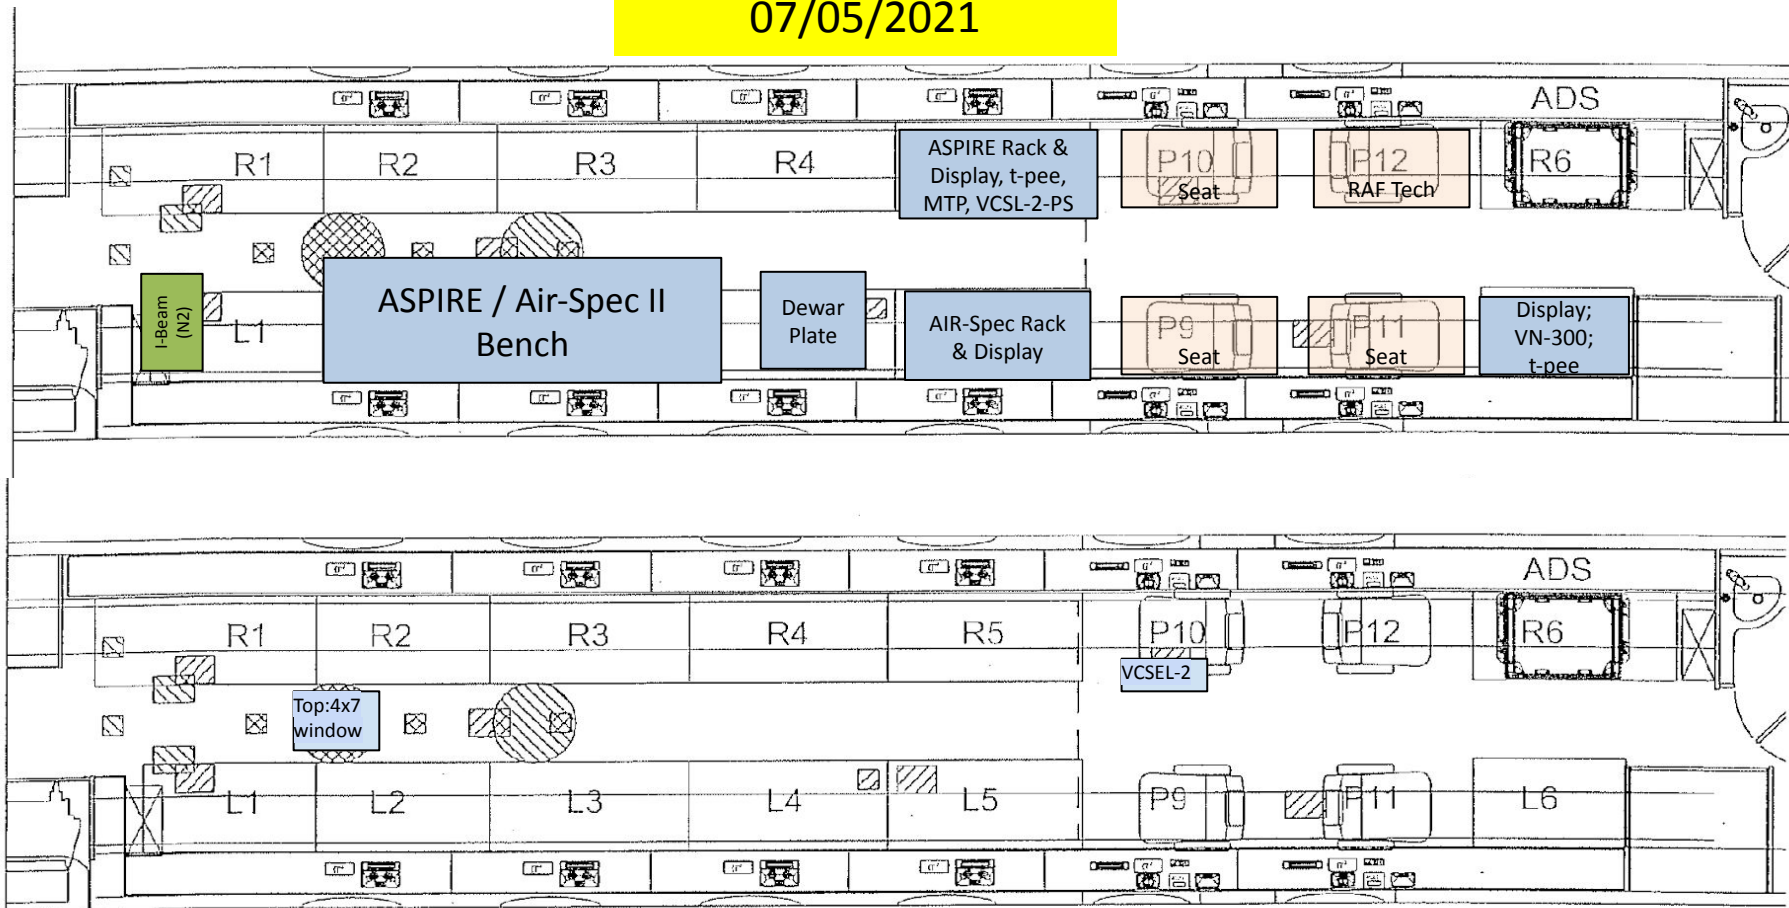 07/05/2021
ADS
R1
R2
R3
R4
ASPIRE Rack &
Display, t-pee,
MTP, VCSL-2-PS
P10
Seat
P12
RAF Tech
R6
I-Beam
(N2)
L1
ASPIRE / Air-Spec II
Bench
Dewar
Plate
AIR-Spec Rack
& Display
P9
Seat
P11
Seat
Display;
VN-300;
t-pee
ADS
R1
R2
R3
R4
R5
P10
P12
R6
VCSEL-2
Top:4x7
window
L1
L2
L3
L4
L5
P9
P11
L6